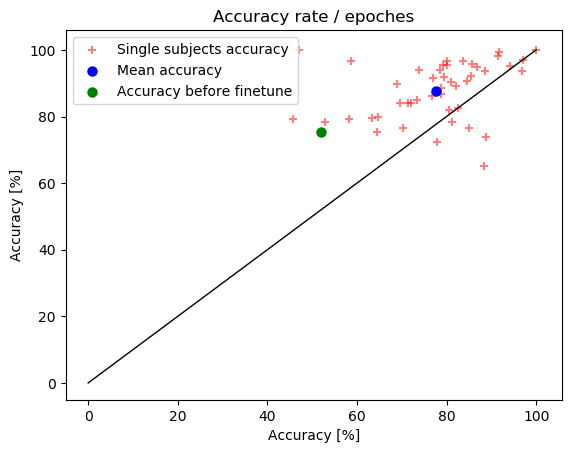 Accuracy rate / epoches
Single subjects accuracy
Mean accuracy
Accuracy before finetune
Accuracy [%]
100
80
60
40
20
0
0 20 40 60 80 100
Accuracy [%]